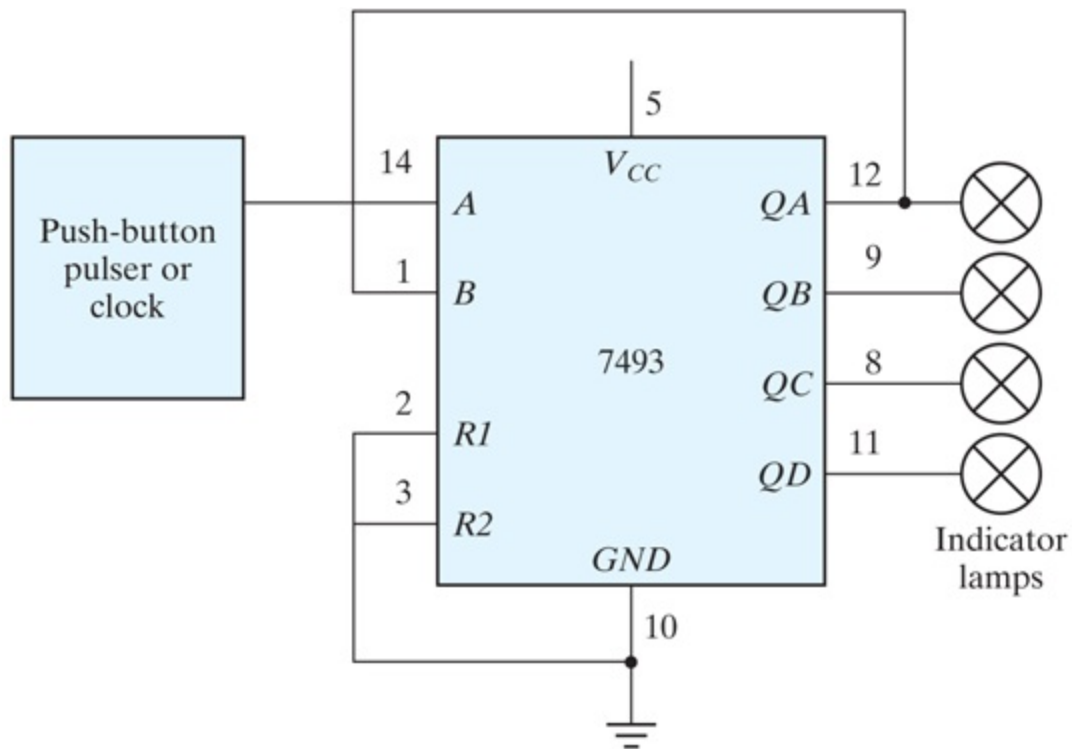 5
14
V_CC
12
A
QA
Push-button
pulser or
clock
1
9
B
QB
7493
8
QC
2
R1
11
QD
3
R2
GND
Indicator
lamps
10